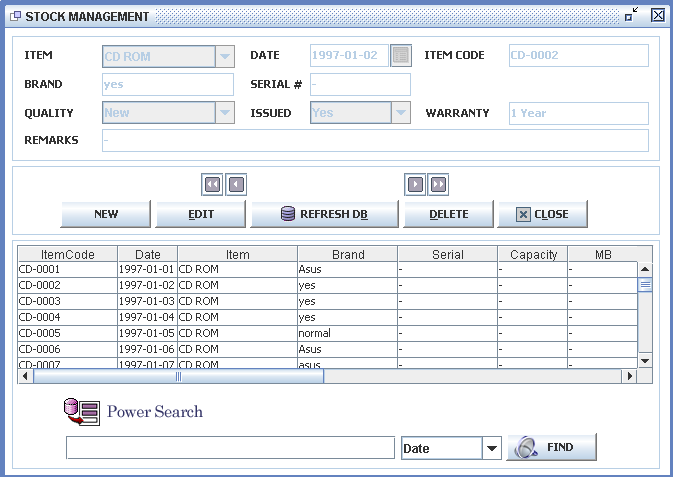 STOCK MANAGEMENT
ITEM CD ROM DATE 1997-01-02 ITEM CODE CD-0002
BRAND yes SERIAL # -
QUALITY New ISSUED Yes WARRANTY 1 Year
REMARKS -
NEW EDIT REFRESH DB DELETE CLOSE
ItemCode Date Item Brand Serial Capacity MB
CD-0001 1997-01-01 CD ROM Asus - - -
CD-0002 1997-01-02 CD ROM yes - - -
CD-0003 1997-01-03 CD ROM yes - - -
CD-0004 1997-01-04 CD ROM yes - - -
CD-0005 1997-01-05 CD ROM normal - - -
CD-0006 1997-01-06 CD ROM Asus - - -
CD-0007 1997-01-07 CD ROM asus - - -
Power Search
Date FIND